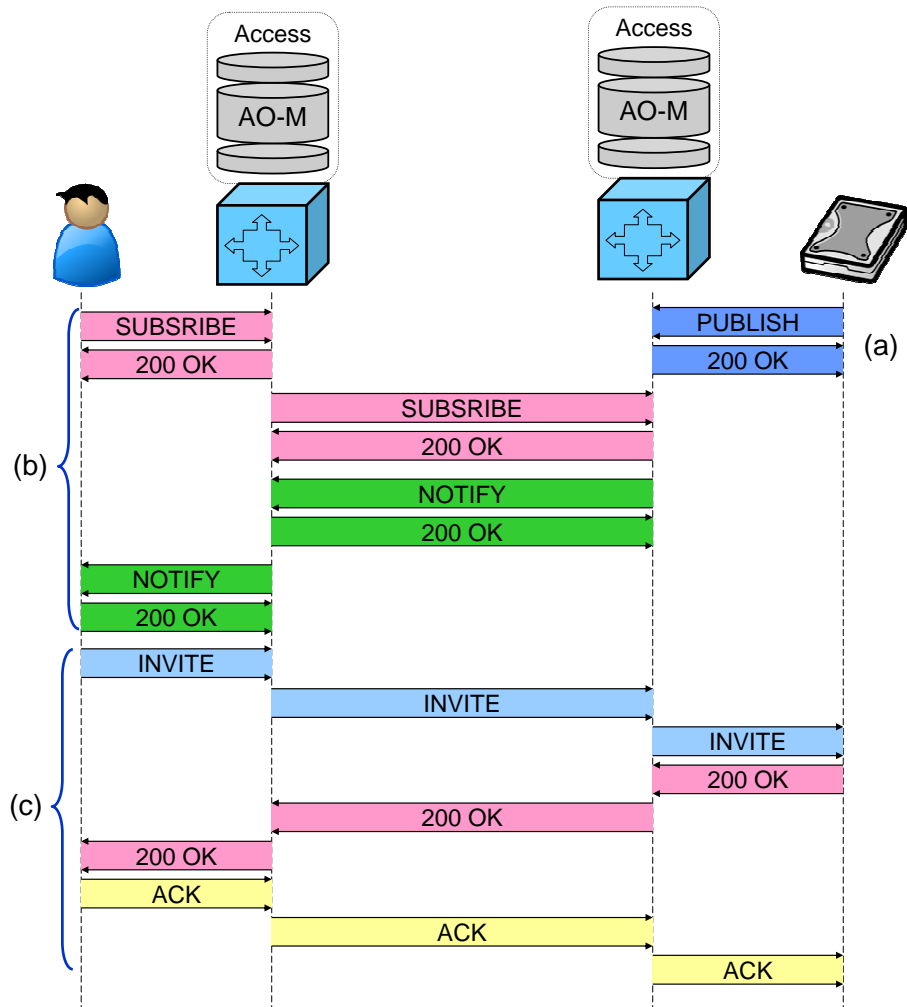 Access
AO-M
Access
AO-M
SUBSRIBE
PUBLISH
(a)
200 OK
200 OK
SUBSRIBE
200 OK
(b)
NOTIFY
200 OK
NOTIFY
200 OK
INVITE
INVITE
INVITE
200 OK
(c)
200 OK
200 OK
ACK
ACK
ACK